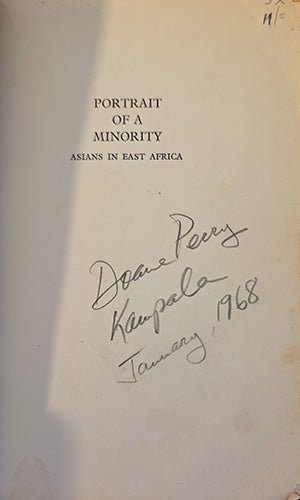 PORTRAIT
OF A
MINORITY
ASIANS IN EAST AFRICA
Doane Perry
Kampala
January, 1968